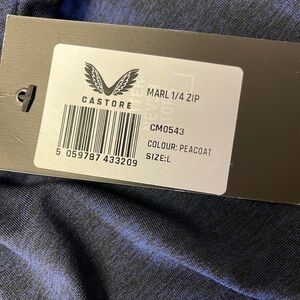 CASTORE
MARL 1/4 ZIP
CM0543
COLOUR: PEACOAT
SIZE:L
5 059787 433209